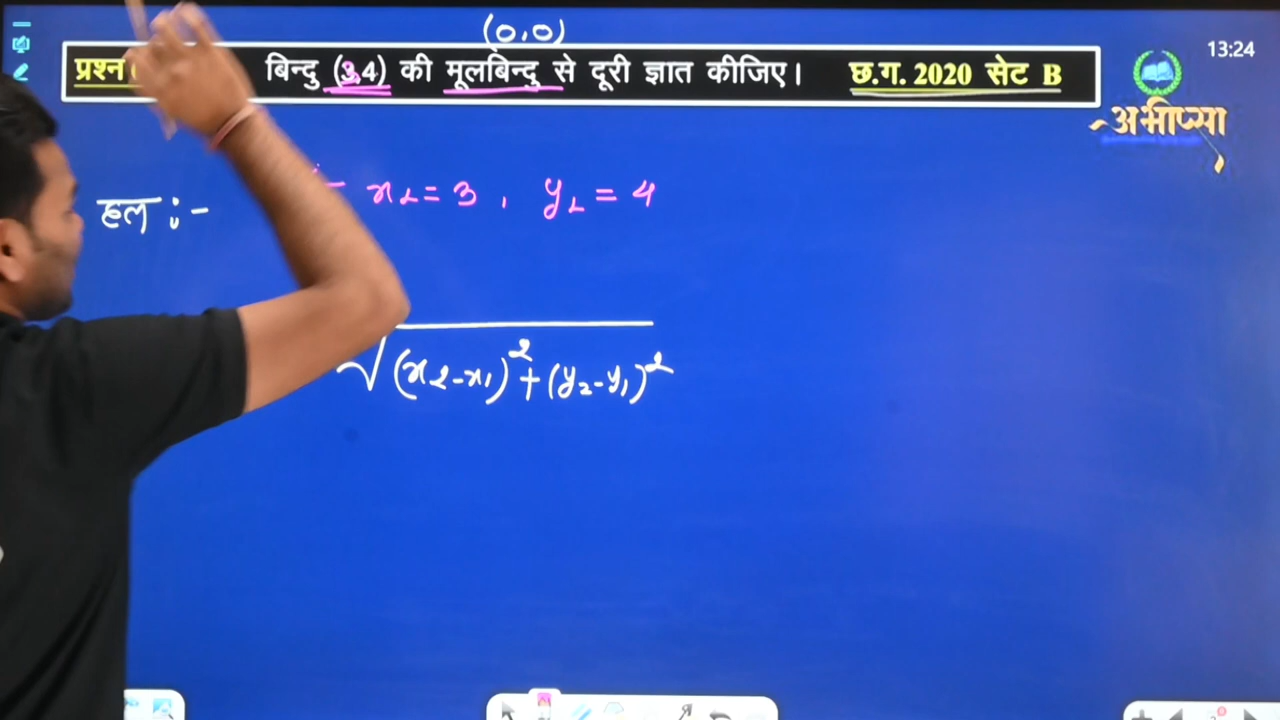 (0,0)
प्रश्न बिन्दु (3,4) की मूलबिन्दु से दूरी ज्ञात कीजिए। छ.ग. 2020 सेट B
13:24
अभीप्सा
हल :- x₂ = 3 , y₂ = 4
√(x₂-x₁)² + (y₂-y₁)²